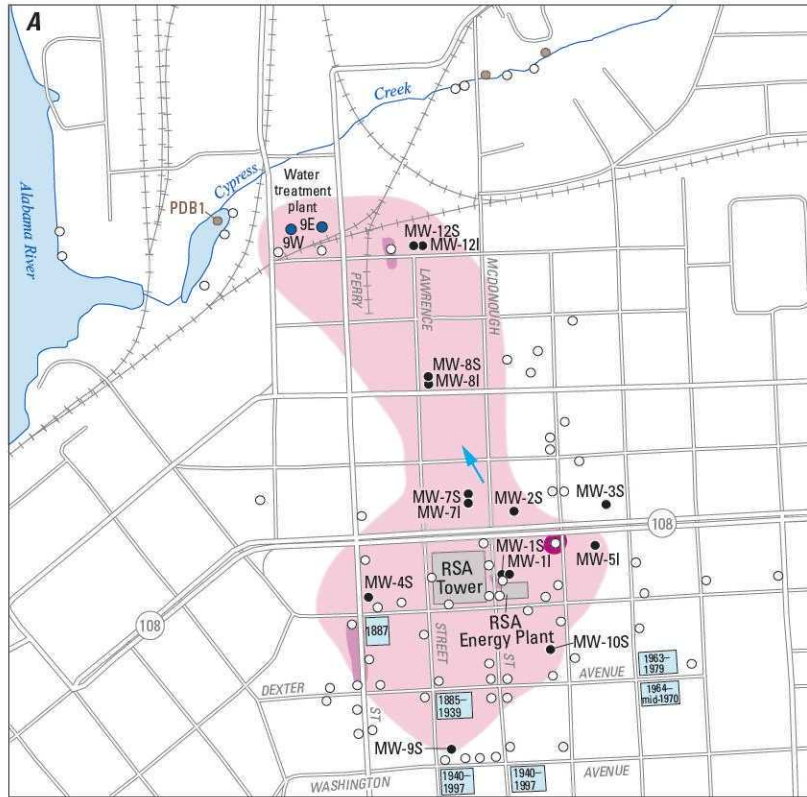 A
Creek
Cypress
Alabama River
PDB1
Water
treatment
plant
9E
9W
MW-12S
MW-12I
PERRY
LAWRENCE
MCDONOUGH
MW-8S
MW-8I
MW-7S
MW-7I
MW-2S
MW-3S
108
MW-1S
MW-1I
MW-5I
RSA
Tower
MW-4S
RSA
Energy Plant
108
1887
STREET
ST
MW-10S
1963–
1979
DEXTER
AVENUE
1964–
mid-1970
1885–
1939
ST
MW-9S
1940–
1997
1940–
1997
WASHINGTON
AVENUE